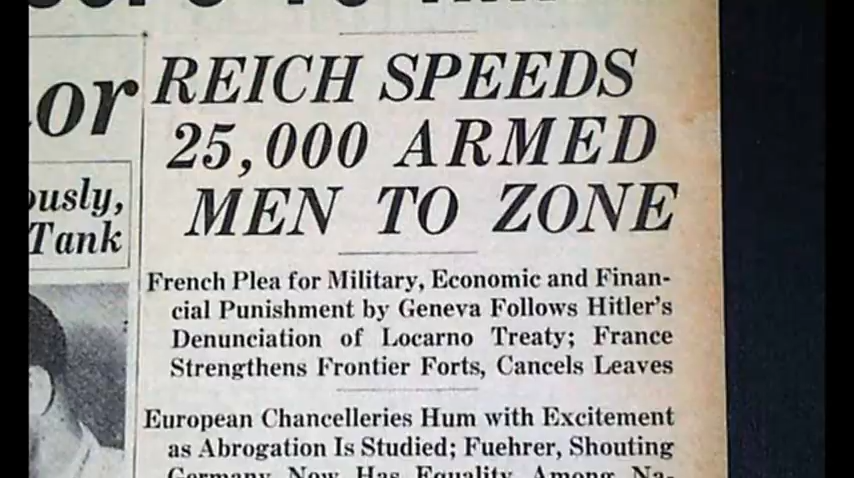 or
ously,
Tank
REICH SPEEDS
25,000 ARMED
MEN TO ZONE
French Plea for Military, Economic and Finan-
cial Punishment by Geneva Follows Hitler's
Denunciation of Locarno Treaty; France
Strengthens Frontier Forts, Cancels Leaves
European Chancelleries Hum with Excitement
as Abrogation Is Studied; Fuehrer, Shouting
Germany Now Has Equality Among Na-